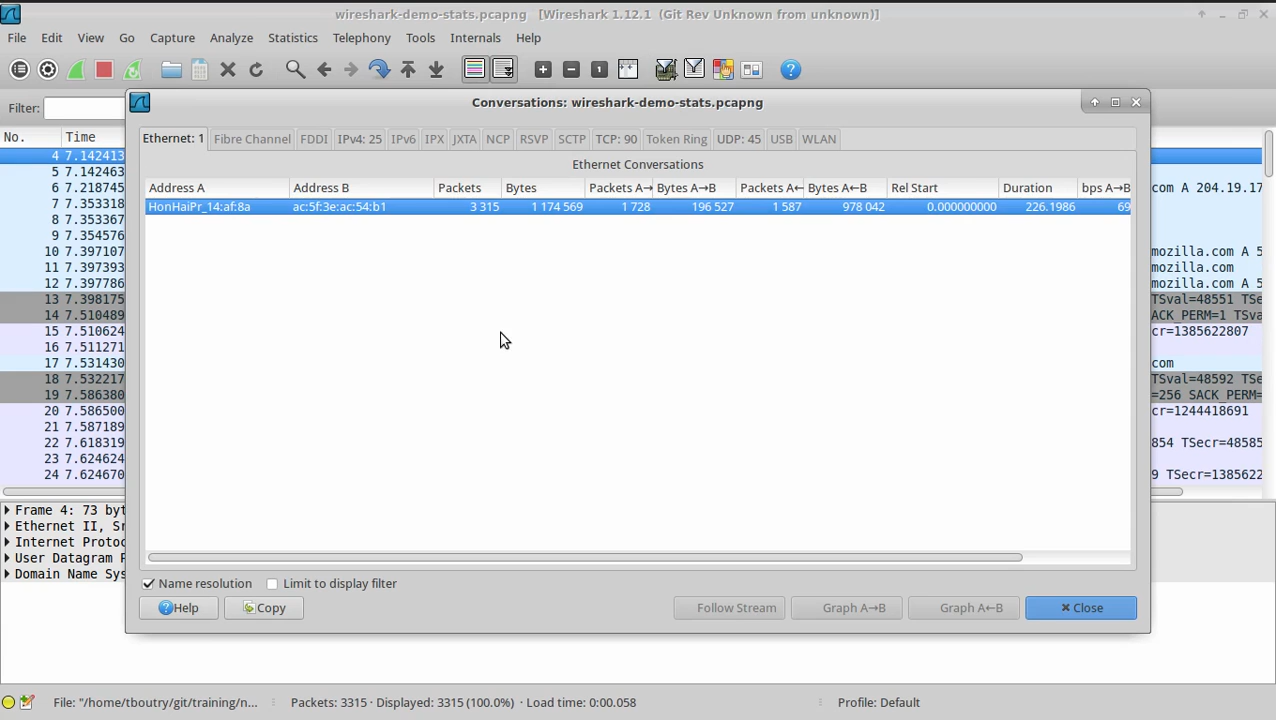 wireshark-demo-stats.pcapng [Wireshark 1.12.1 (Git Rev Unknown from unknown)]
File Edit View Go Capture Analyze Statistics Telephony Tools Internals Help
Filter:
Conversations: wireshark-demo-stats.pcapng
No. Time
Ethernet: 1 Fibre Channel FDDI IPv4: 25 IPv6 IPX JXTA NCP RSVP SCTP TCP: 90 Token Ring UDP: 45 USB WLAN
Ethernet Conversations
Address A Address B Packets Bytes Packets A→ Bytes A→B Packets A← Bytes A←B Rel Start Duration bps A→B
HonHaiPr_14:af:8a ac:5f:3e:ac:54:b1 3 315 1 174 569 1 728 196 527 1 587 978 042 0.000000000 226.1986 69
4 7.142413
5 7.142463
6 7.218745 com A 204.19.17
7 7.353318
8 7.353367
9 7.354576
10 7.397107 mozilla.com A 5
11 7.397393 mozilla.com
12 7.397786 mozilla.com A 5
13 7.398175 TSval=48551 TSe
14 7.510489 ACK_PERM=1 TSva
15 7.510624 cr=1385622807
16 7.511271
17 7.531430 com
18 7.532217 TSval=48592 TSe
19 7.586380 =256 SACK_PERM=
20 7.586500 cr=1244418691
21 7.587189
22 7.618319 854 TSecr=48585
23 7.624624
24 7.624670 9 TSecr=1385622
Frame 4: 73 byt
Ethernet II, Sr
Internet Protoc
User Datagram P
Domain Name Sys
Name resolution Limit to display filter
Help Copy Follow Stream Graph A→B Graph A←B Close
File: "/home/tboutry/git/training/n... Packets: 3315 · Displayed: 3315 (100.0%) · Load time: 0:00.058 Profile: Default